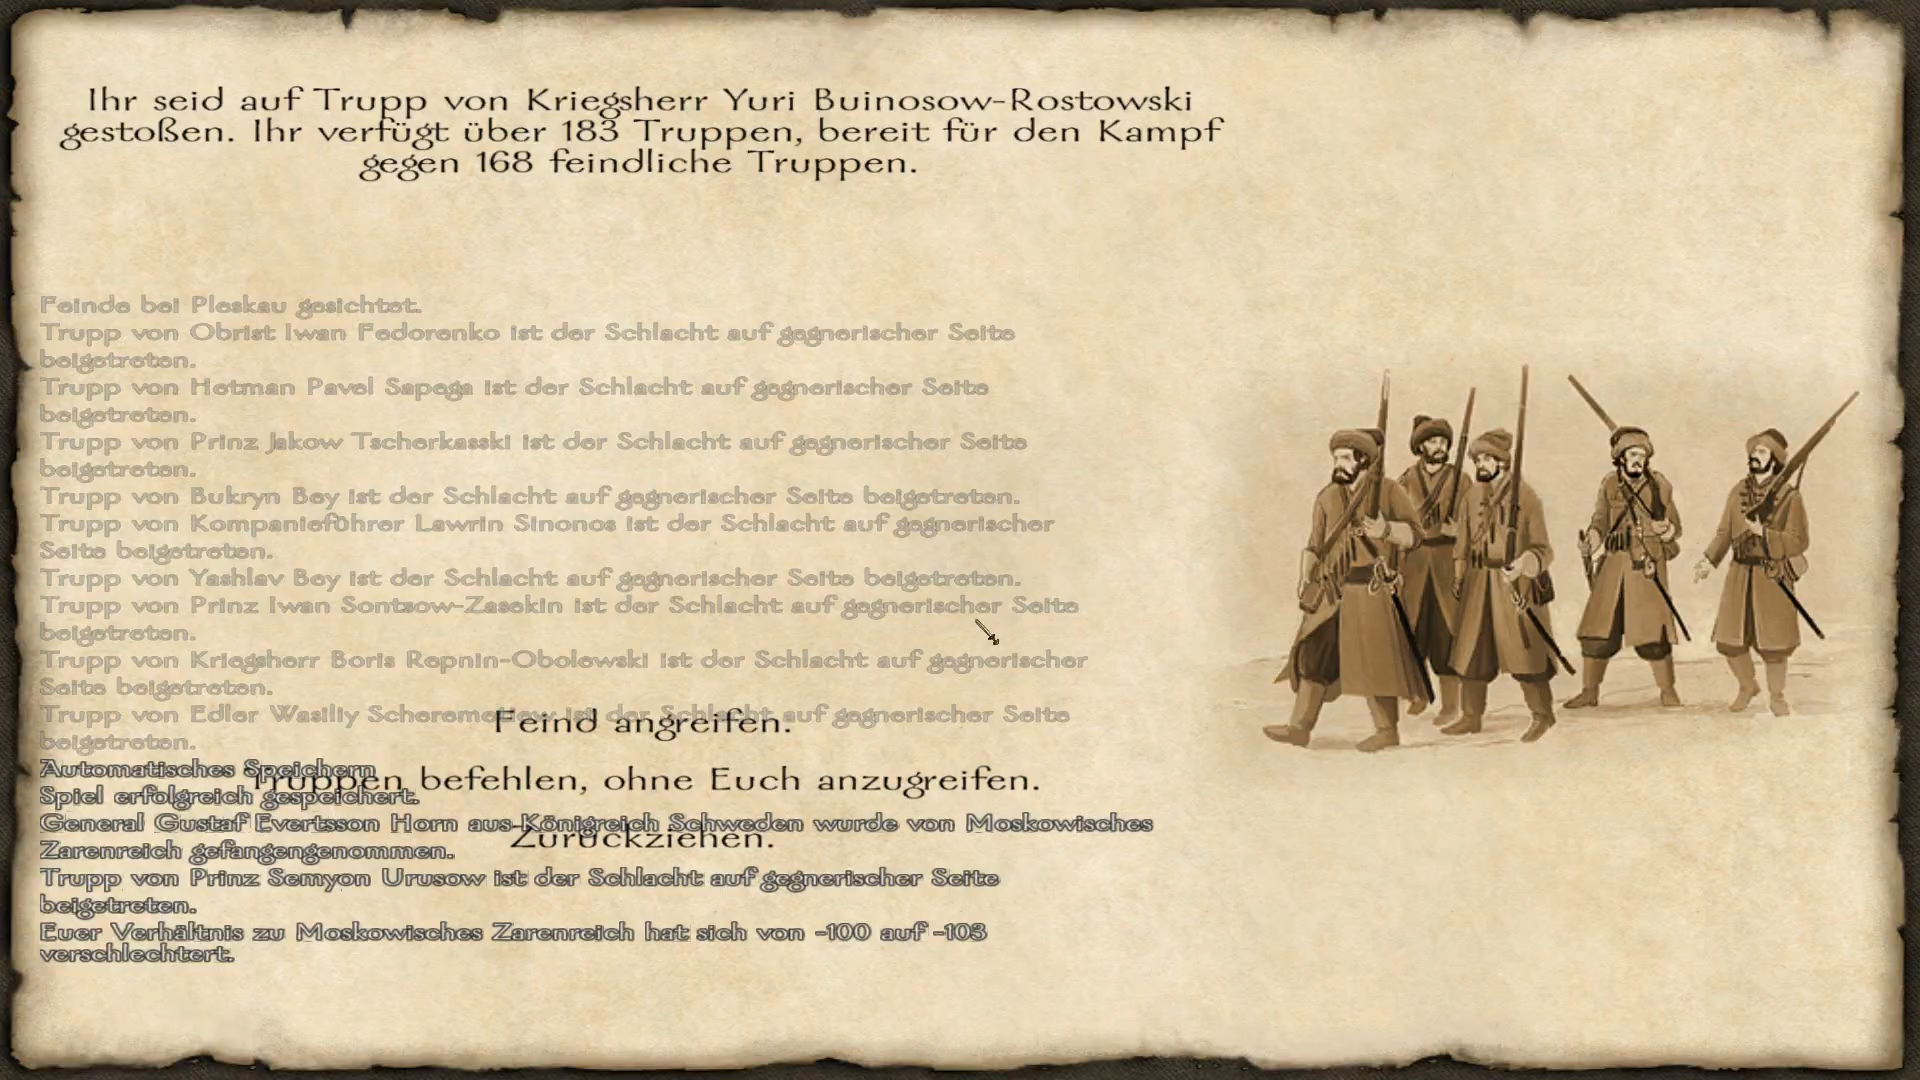 Ihr seid auf Trupp von Kriegsherr Yuri Buinosow-Rostowski
gestoßen. Ihr verfügt über 183 Truppen, bereit für den Kampf
gegen 168 feindliche Truppen.
Feinde bei Pleskau gesichtet.
Trupp von Obrist Iwan Fedorenko ist der Schlacht auf gegnerischer Seite
beigetreten.
Trupp von Hetman Pavel Sapega ist der Schlacht auf gegnerischer Seite
beigetreten.
Trupp von Prinz Jakow Tscherkasski ist der Schlacht auf gegnerischer Seite
beigetreten.
Trupp von Bukryn Bey ist der Schlacht auf gegnerischer Seite beigetreten.
Trupp von Kompanieführer Lawrin Sinonos ist der Schlacht auf gegnerischer
Seite beigetreten.
Trupp von Yashlav Bey ist der Schlacht auf gegnerischer Seite beigetreten.
Trupp von Prinz Iwan Sontsow-Zasekin ist der Schlacht auf gegnerischer Seite
beigetreten.
Trupp von Kriegsherr Boris Repnin-Obolewski ist der Schlacht auf gegnerischer
Seite beigetreten.
Trupp von Edler Wasiliy ist der Schlacht auf gegnerischer Seite
beigetreten.
Feind angreifen.
Truppen befehlen, ohne Euch anzugreifen.
Zurückziehen.
Automatisches Speichern
Spiel erfolgreich gespeichert.
General Gustaf Evertsson Horn aus Königreich Schweden wurde von Moskowisches
Zarenreich gefangengenommen.
Trupp von Prinz Semyon Urusow ist der Schlacht auf gegnerischer Seite
beigetreten.
Euer Verhältnis zu Moskowisches Zarenreich hat sich von -100 auf -103
verschlechtert.